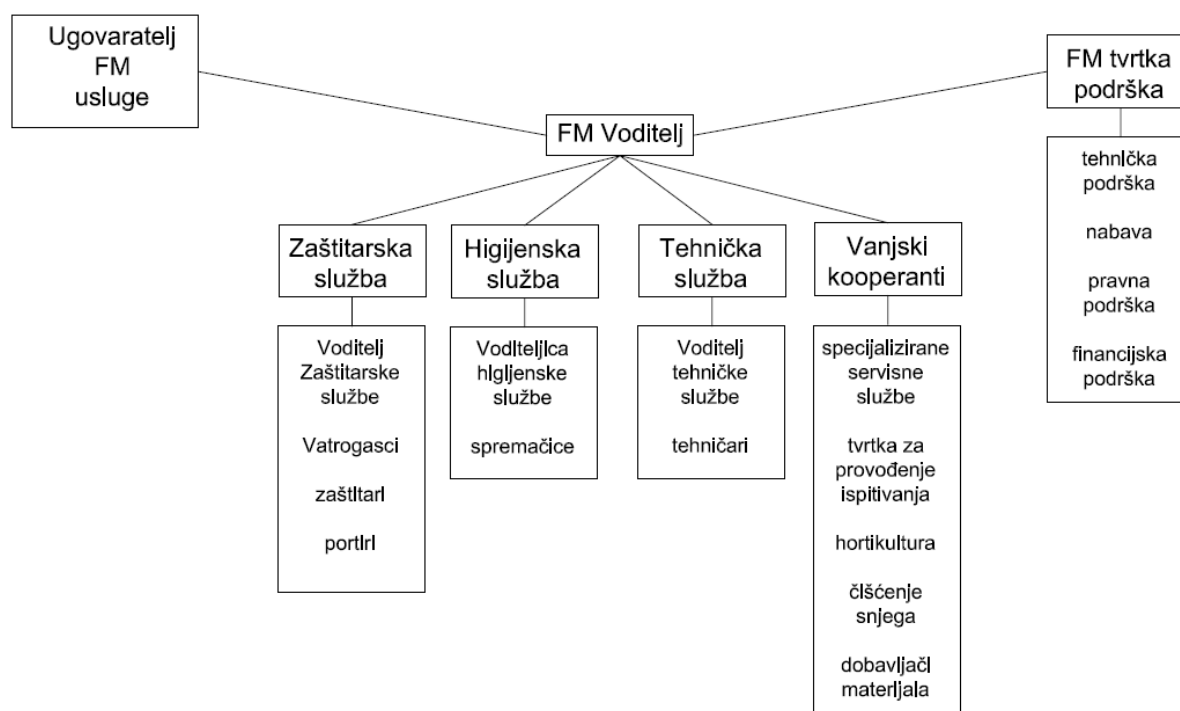 Ugovaratelj
FM
usluge
FM tvrtka
podrška
FM Voditelj
tehnička
podrška
nabava
pravna
podrška
financijska
podrška
Zaštitarska
služba
Higijenska
služba
Tehnička
služba
Vanjski
kooperanti
Voditelj
Zaštitarske
službe
Vatrogasci
zaštitari
portiri
Voditeljica
higijenske
službe
spremačice
Voditelj
tehničke
službe
tehničari
specijalizirane
servisne
službe
tvrtka za
provođenje
ispitivanja
hortikultura
čišćenje
snjega
dobavljači
materijala